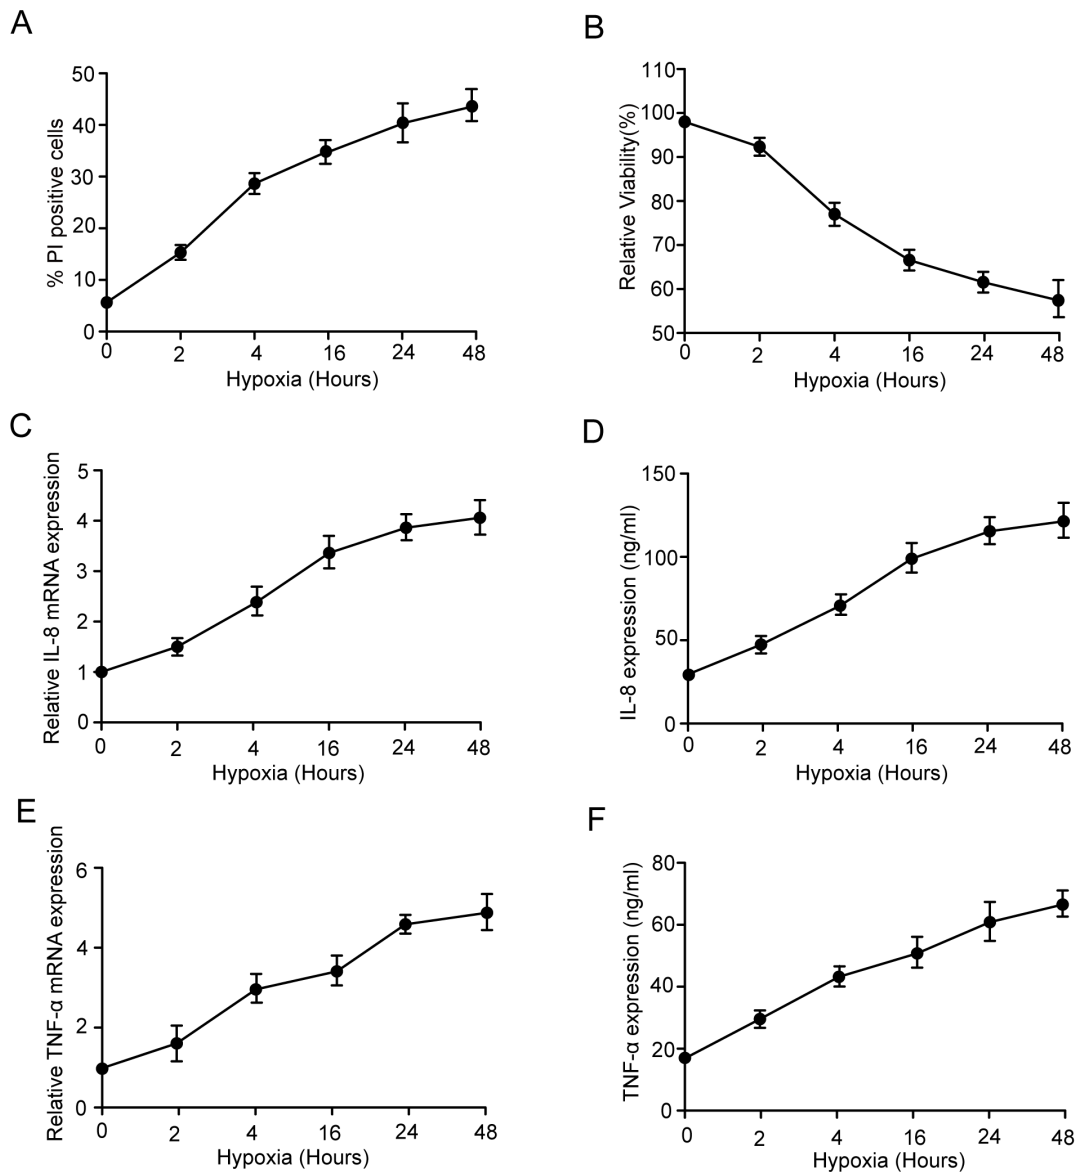 A
% PI positive cells
50
40
30
20
10
0
0 2 4 16 24 48
Hypoxia (Hours)
B
Relative Viability(%)
110
100
90
80
70
60
50
0 2 4 16 24 48
Hypoxia (Hours)
C
Relative IL-8 mRNA expression
5
4
3
2
1
0
0 2 4 16 24 48
Hypoxia (Hours)
D
IL-8 expression (ng/ml)
150
100
50
0
0 2 4 16 24 48
Hypoxia (Hours)
E
Relative TNF-α mRNA expression
6
4
2
0
0 2 4 16 24 48
Hypoxia (Hours)
F
TNF-α expression (ng/ml)
80
60
40
20
0
0 2 4 16 24 48
Hypoxia (Hours)